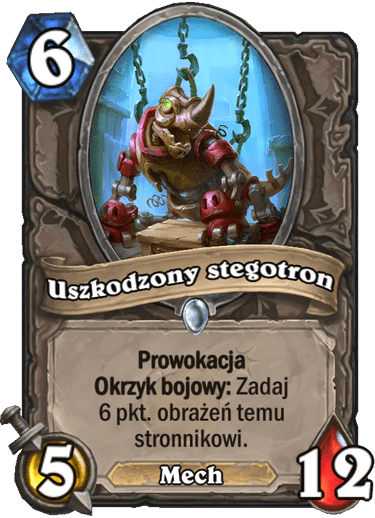 6
Uszkodzony stegotron
Prowokacja
Okrzyk bojowy: Zadaj
6 pkt. obrażeń temu
stronnikowi.
5
Mech
12